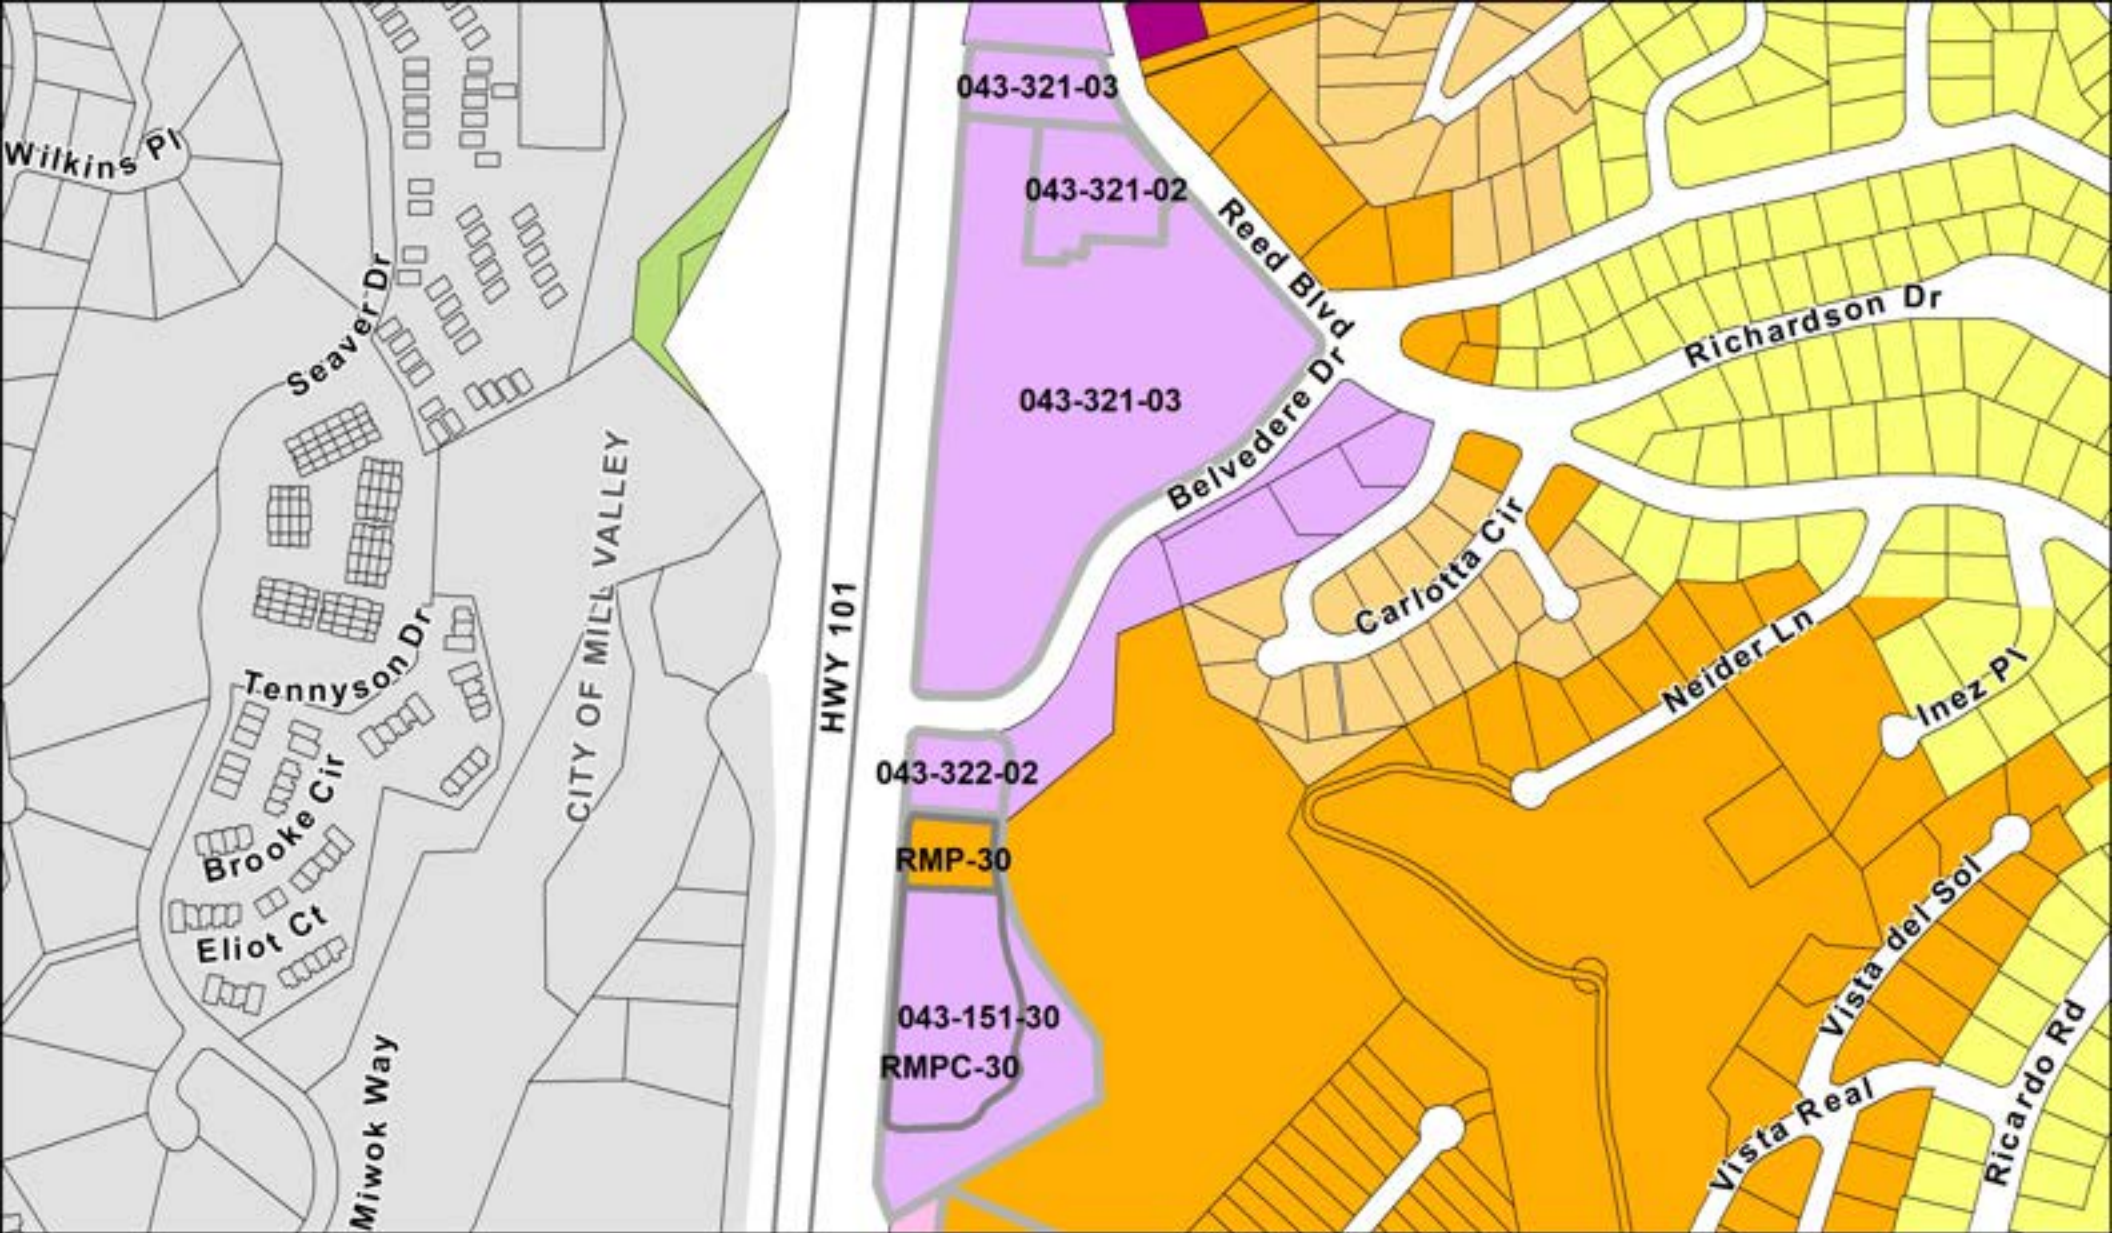 043-321-03
Wilkins Pl
043-321-02
Reed Blvd
Seaver Dr
Richardson Dr
Belvedere Dr
043-321-03
CITY OF MILL VALLEY
Carlotta Cir
HWY 101
Tennyson Dr
Neider Ln
Inez Pl
043-322-02
Brooke Cir
RMP-30
Eliot Ct
Vista del Sol
043-151-30
RMPC-30
Miwok Way
Vista Real
Ricardo Rd